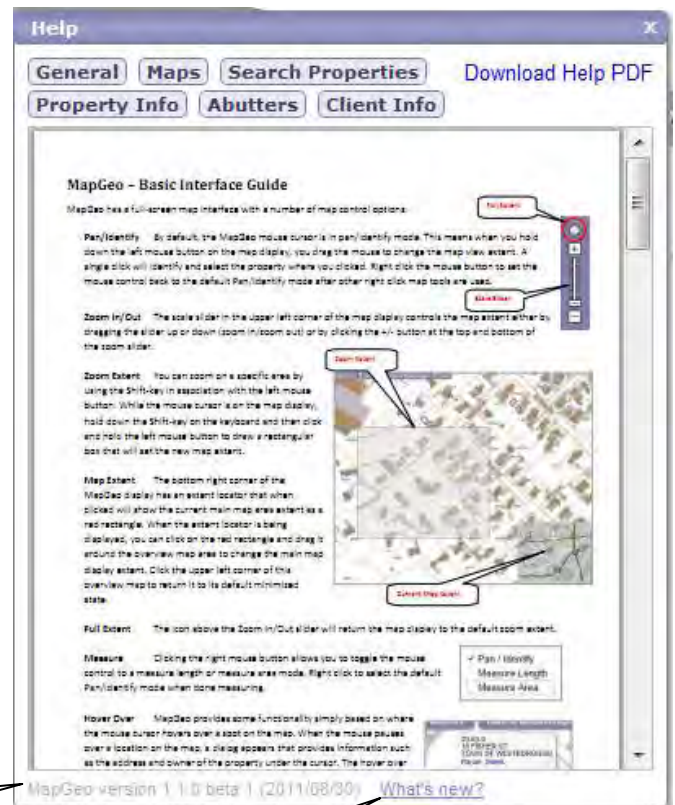 Help x
General Maps Search Properties Download Help PDF
Property Info Abutters Client Info
MapGeo – Basic Interface Guide
MapGeo has a full-screen map interface with a number of map control options:
Full Extent
Pan/Identify By default, the MapGeo mouse cursor is in pan/identify mode. This means when you hold
down the left mouse button on the map display, you drag the mouse to change the map view extent. A
single click will identify and select the property where you clicked. Right click the mouse button to set the
mouse control back to the default Pan/Identify mode after other right click map tools are used.
Zoom In/Out The scale slider in the upper left corner of the map display controls the map extent either by
dragging the slider up or down (zoom in/zoom out) or by clicking the +/- button at the top and bottom of
the zoom slider.
Zoom Extent
Zoom Extent You can zoom on a specific area by
using the Shift-key in association with the left mouse
button. While the mouse cursor is on the map display,
hold down the Shift-key on the keyboard and then click
and hold the left mouse button to draw a rectangular
box that will set the new map extent.
Map Extent The bottom right corner of the
MapGeo display has an extent locator that when
clicked will show the current main map area extent as a
red rectangle. When the extent locator is being
displayed, you can click on the red rectangle and drag it
around the overview map area to change the main map
display extent. Click the upper left corner of this
overview map to return it to its default minimized
state.
Current Map Extent
Full Extent The icon above the Zoom In/Out slider will return the map display to the default zoom extent.
Measure Clicking the right mouse button allows you to toggle the mouse
control to a measure length or measure area mode. Right click to select the default
Pan/Identify mode when done measuring.
✓ Pan / Identify
Measure Length
Measure Area
Hover Over MapGeo provides some functionality simply based on where
the mouse cursor hovers over a spot on the map. When the mouse pauses
over a location on the map, a dialog appears that provides information such
as the address and owner of the property under the cursor. The hover over
TOWN OF WESTBOROUGH
MapGeo version 1.1.0 beta 1 (2011/08/30) What's new?